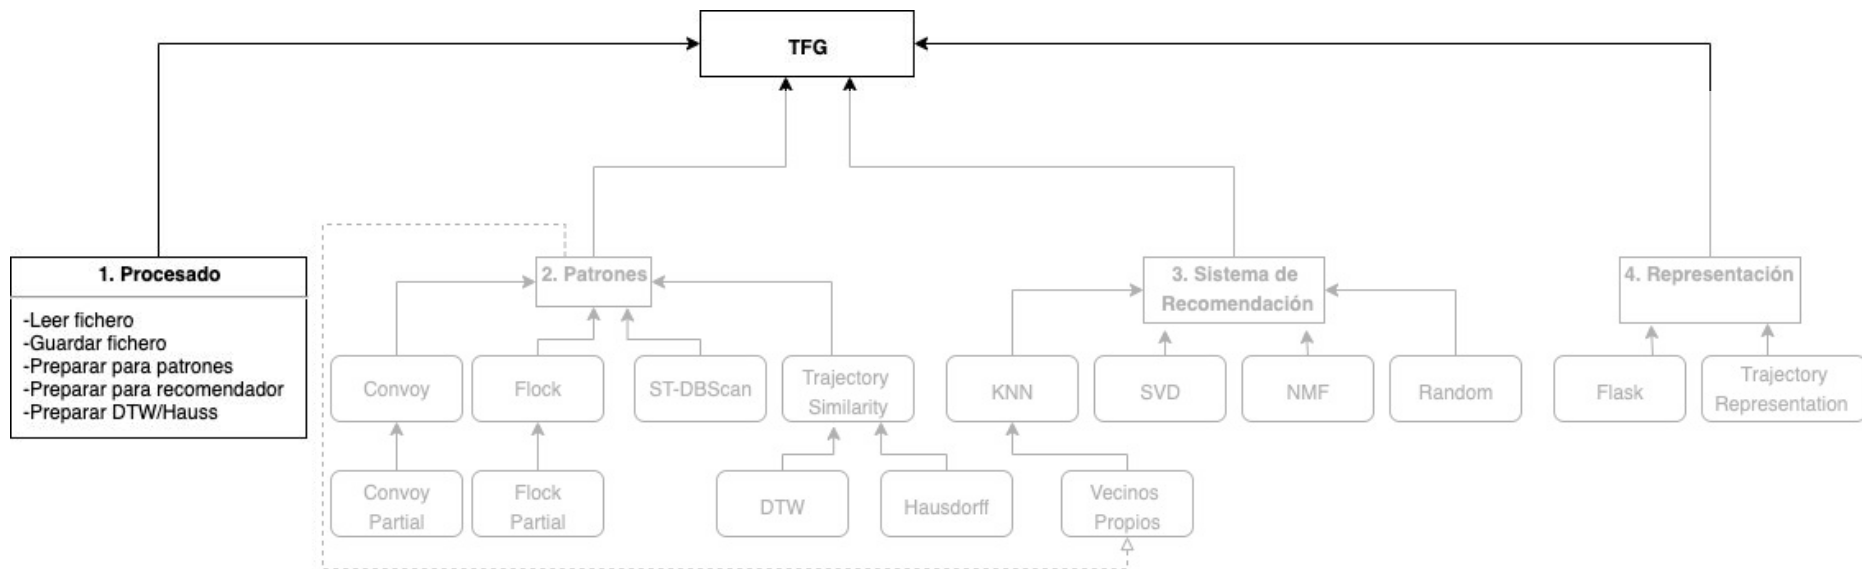 TFG
1. Procesado
-Leer fichero
-Guardar fichero
-Preparar para patrones
-Preparar para recomendador
-Preparar DTW/Hauss
2. Patrones
Convoy
Flock
ST-DBScan
Trajectory
Similarity
Convoy
Partial
Flock
Partial
DTW
Hausdorff
3. Sistema de
Recomendación
KNN
SVD
NMF
Random
Vecinos
Propios
4. Representación
Flask
Trajectory
Representation